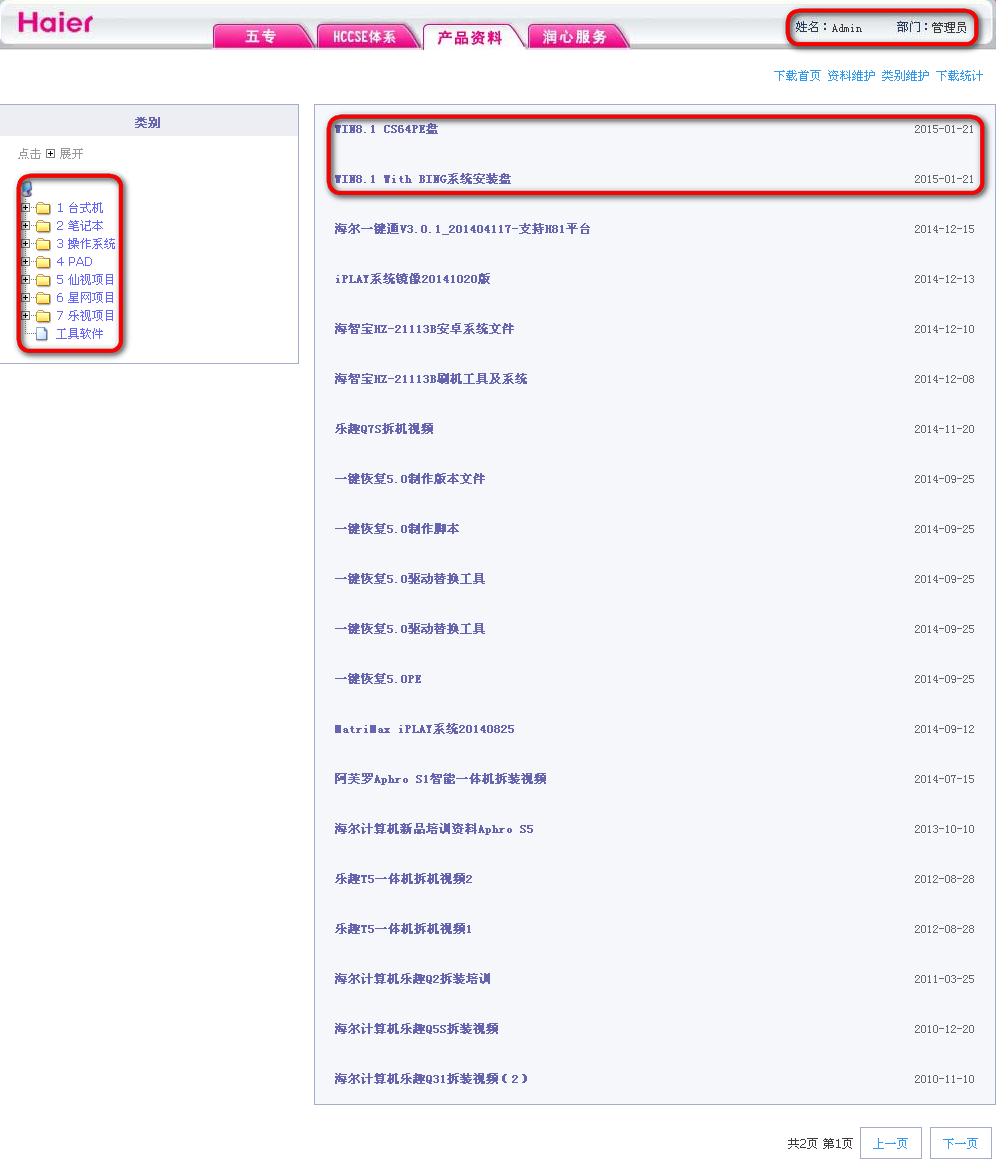 Haier
五专 HCCSE体系 产品资料 润心服务
姓名：Admin 部门：管理员
下载首页 资料维护 类别维护 下载统计
类别
点击 展开
1 台式机
2 笔记本
3 操作系统
4 PAD
5 仙视项目
6 星网项目
7 乐视项目
工具软件
WIN8.1 CS64PE盘 2015-01-21
WIN8.1 With BING系统安装盘 2015-01-21
海尔一键通V3.0.1_201404117-支持H81平台 2014-12-15
iPLAY系统镜像20141020版 2014-12-13
海智宝HZ-21113B安卓系统文件 2014-12-10
海智宝HZ-21113B刷机工具及系统 2014-12-08
乐趣Q7S拆机视频 2014-11-20
一键恢复5.0制作版本文件 2014-09-25
一键恢复5.0制作脚本 2014-09-25
一键恢复5.0驱动替换工具 2014-09-25
一键恢复5.0驱动替换工具 2014-09-25
一键恢复5.0PE 2014-09-25
MatriMax iPLAY系统20140825 2014-09-12
阿芙罗Aphro S1智能一体机拆装视频 2014-07-15
海尔计算机新品培训资料Aphro S5 2013-10-10
乐趣T5一体机拆机视频2 2012-08-28
乐趣T5一体机拆机视频1 2012-08-28
海尔计算机乐趣Q2拆装培训 2011-03-25
海尔计算机乐趣Q5S拆装视频 2010-12-20
海尔计算机乐趣Q31拆装视频（2） 2010-11-10
共2页 第1页 上一页 下一页